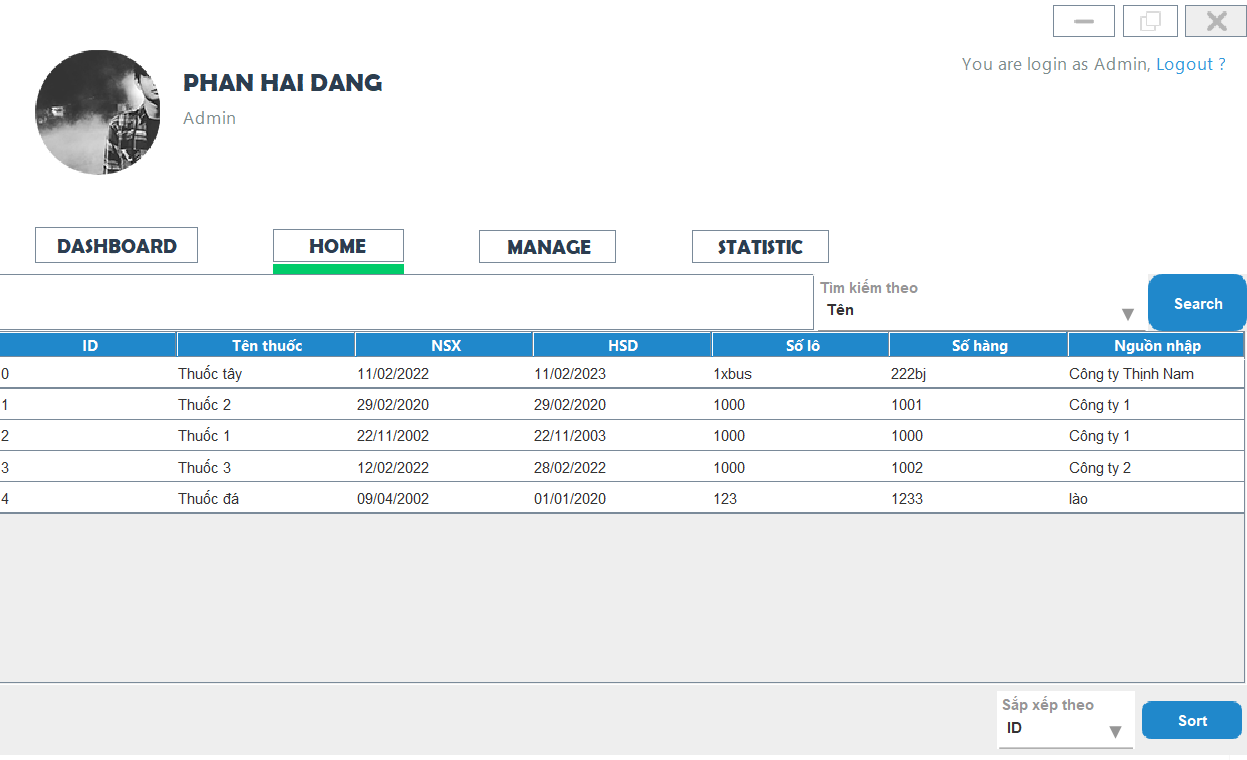 You are login as Admin, Logout ?
PHAN HAI DANG
Admin
DASHBOARD HOME MANAGE STATISTIC
Tìm kiếm theo
Tên
Search
ID Tên thuốc NSX HSD Số lô Số hàng Nguồn nhập
0 Thuốc tây 11/02/2022 11/02/2023 1xbus 222bj Công ty Thịnh Nam
1 Thuốc 2 29/02/2020 29/02/2020 1000 1001 Công ty 1
2 Thuốc 1 22/11/2002 22/11/2003 1000 1000 Công ty 1
3 Thuốc 3 12/02/2022 28/02/2022 1000 1002 Công ty 2
4 Thuốc đá 09/04/2002 01/01/2020 123 1233 lào
Sắp xếp theo
ID
Sort